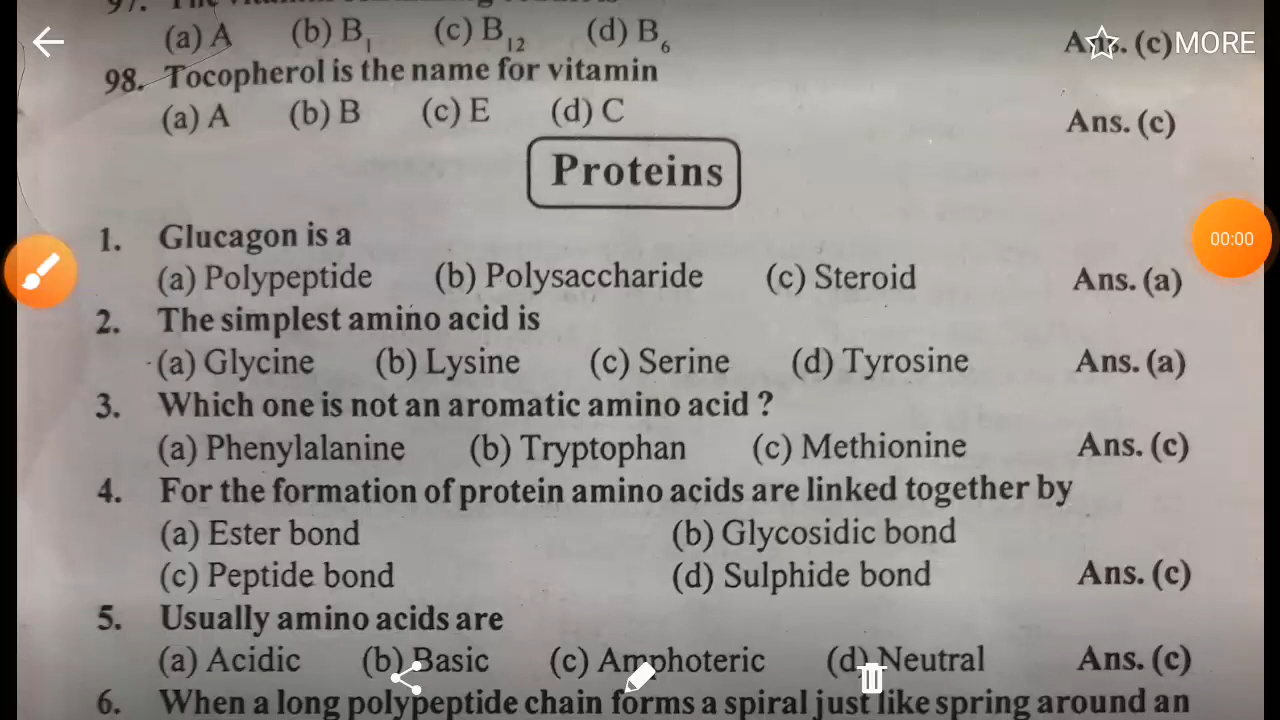 97.
(a) A (b) B₁ (c) B₁₂ (d) B₆ Ans. (c) MORE
98. Tocopherol is the name for vitamin
(a) A (b) B (c) E (d) C Ans. (c)
Proteins
1. Glucagon is a
00:00
(a) Polypeptide (b) Polysaccharide (c) Steroid Ans. (a)
2. The simplest amino acid is
(a) Glycine (b) Lysine (c) Serine (d) Tyrosine Ans. (a)
3. Which one is not an aromatic amino acid ?
(a) Phenylalanine (b) Tryptophan (c) Methionine Ans. (c)
4. For the formation of protein amino acids are linked together by
(a) Ester bond (b) Glycosidic bond
(c) Peptide bond (d) Sulphide bond Ans. (c)
5. Usually amino acids are
(a) Acidic (b) Basic (c) Amphoteric (d) Neutral Ans. (c)
6. When a long polypeptide chain forms a spiral just like spring around an